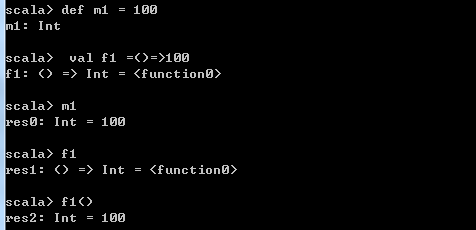 scala> def m1 = 100
m1: Int
scala>  val f1 =()=>100
f1: () => Int = <function0>
scala> m1
res0: Int = 100
scala> f1
res1: () => Int = <function0>
scala> f1()
res2: Int = 100